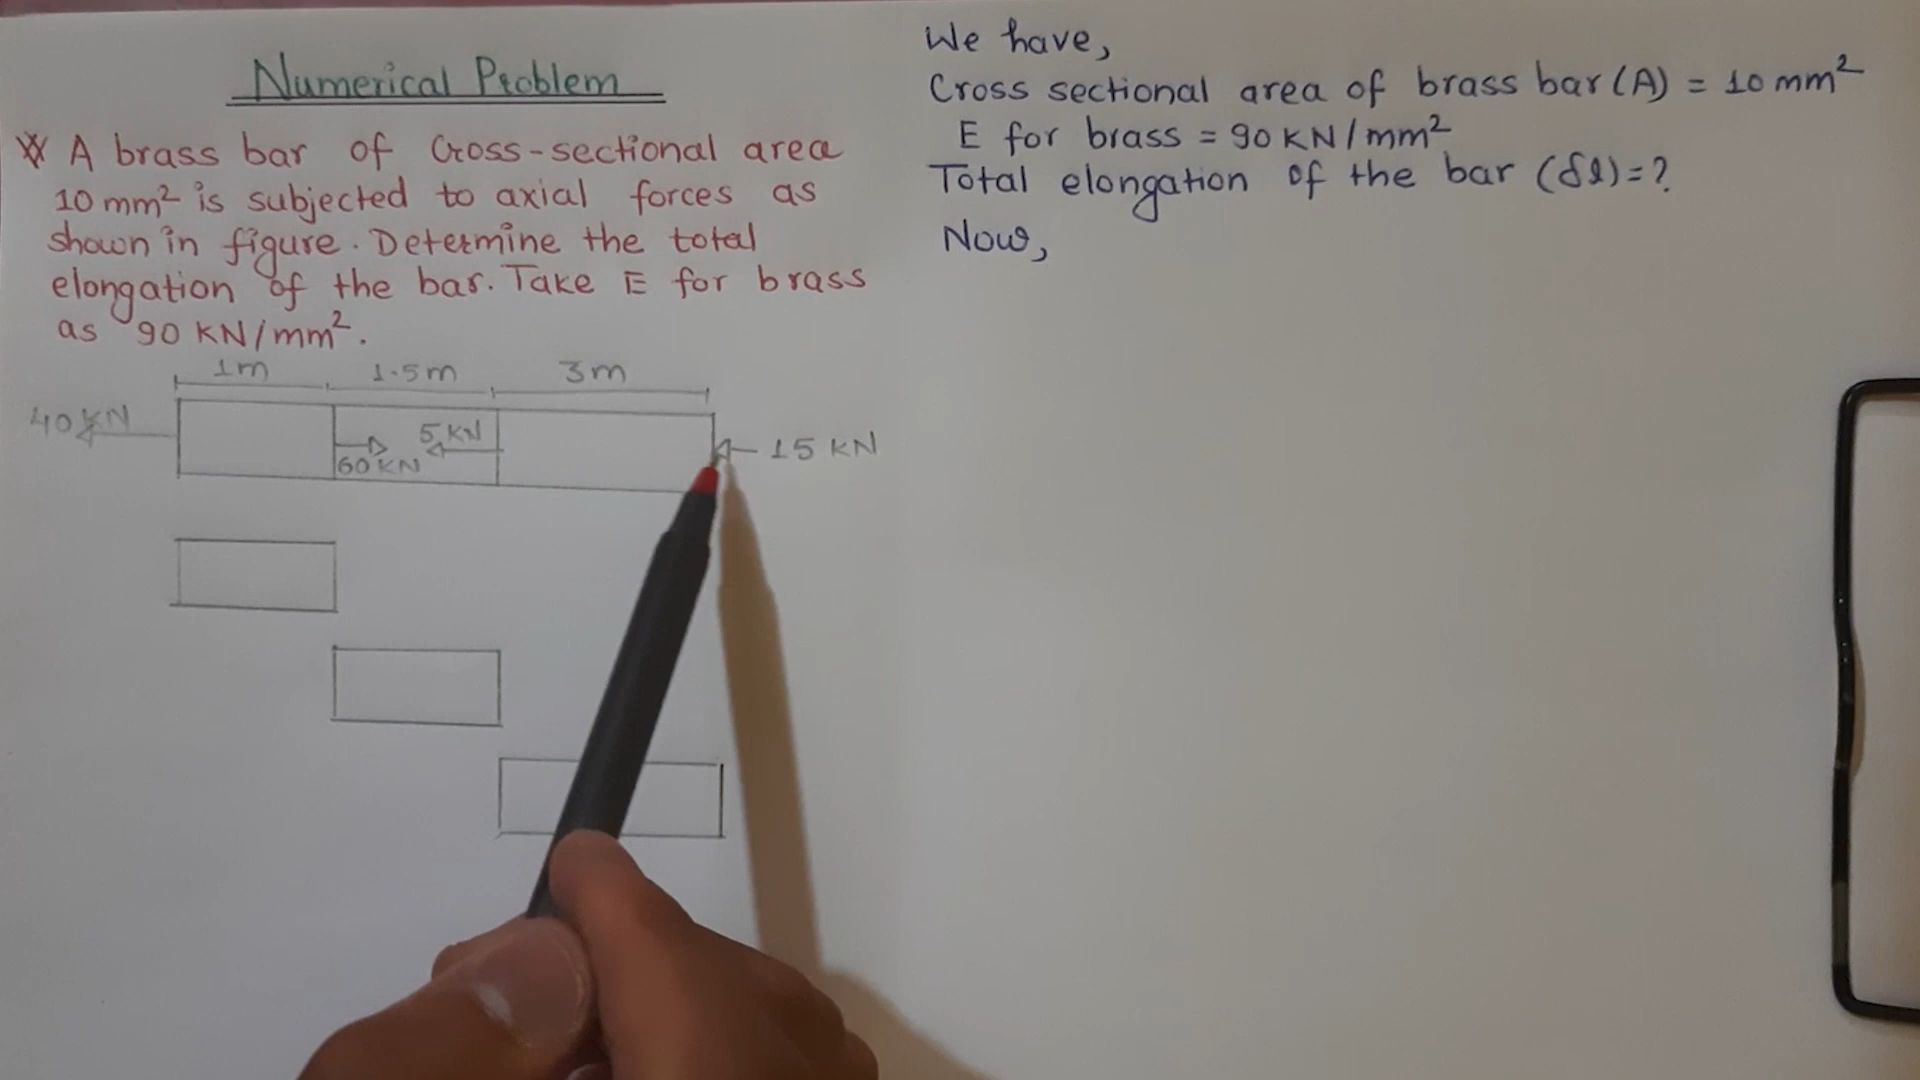 Numerical Problem
※ A brass bar of Cross-sectional area
10 mm² is subjected to axial forces as
shown in figure. Determine the total
elongation of the bar. Take E for brass
as 90 KN/mm².
1m 1.5m 3m
40 KN
5 KN
60 KN
15 KN
We have,
Cross sectional area of brass bar (A) = 10 mm²
E for brass = 90 KN/mm²
Total elongation of the bar (δl)=?
Now,